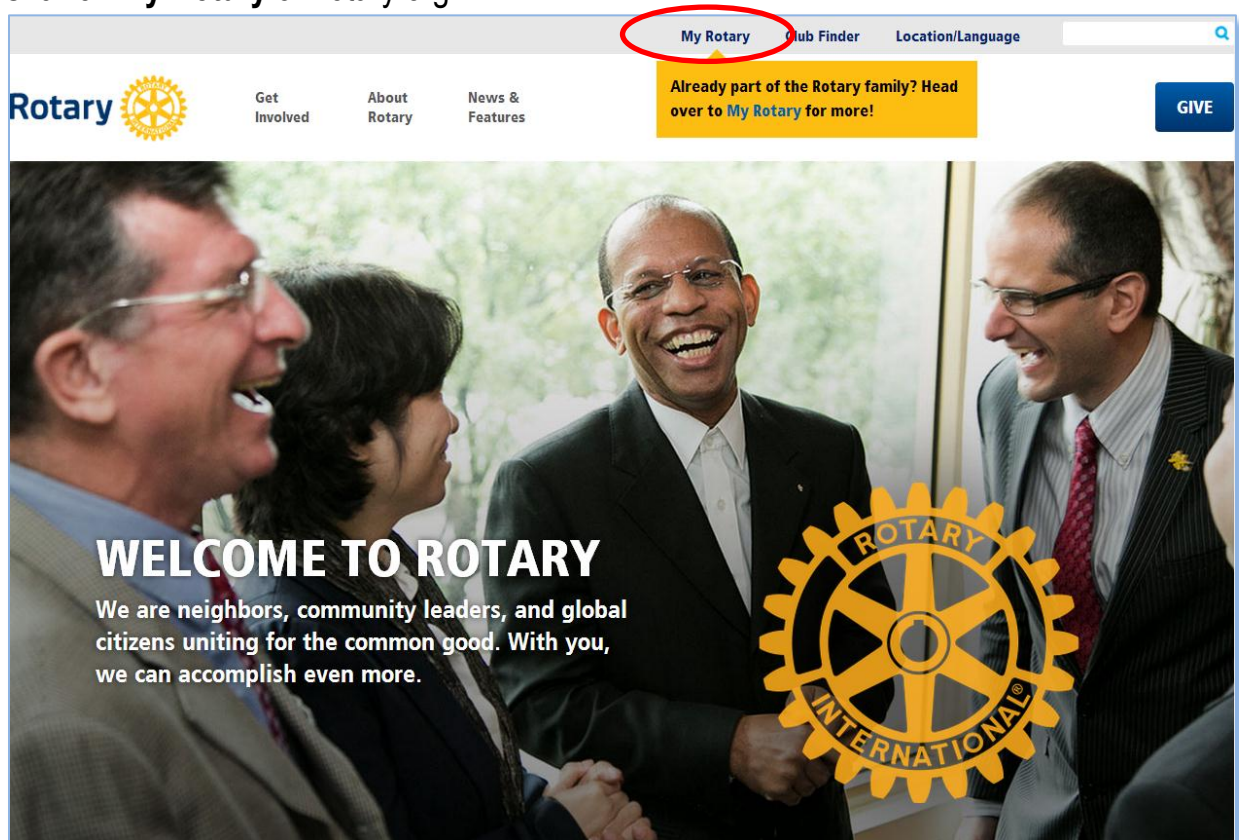 My Rotary Club Finder Location/Language
Rotary
Get
Involved
About
Rotary
News &
Features
Already part of the Rotary family? Head
over to My Rotary for more!
GIVE
WELCOME TO ROTARY
We are neighbors, community leaders, and global
citizens uniting for the common good. With you,
we can accomplish even more.
ROTARY
INTERNATIONAL®